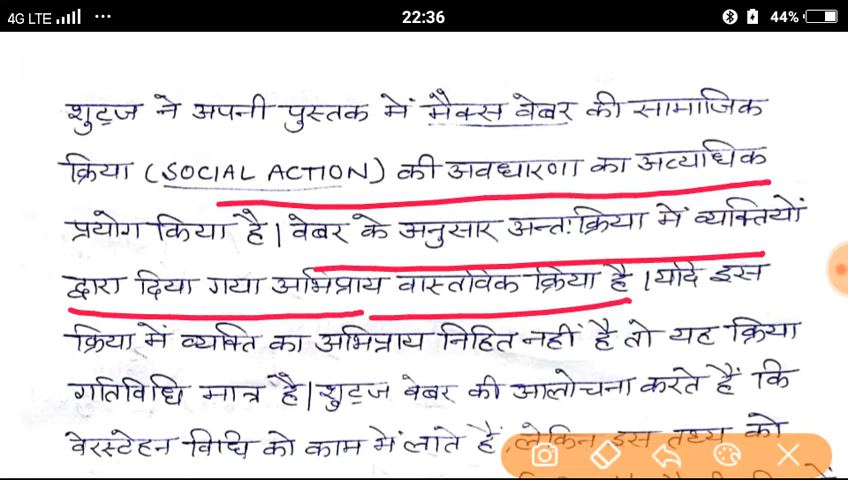 4G LTE 22:36 44%
शुट्ज ने अपनी पुस्तक में मैक्स वेबर की सामाजिक
क्रिया (SOCIAL ACTION) की अवधारणा का अत्याधिक
प्रयोग किया है। वेबर के अनुसार अन्तःक्रिया में व्यक्तियों
द्वारा दिया गया अभिप्राय वास्तविक क्रिया है। यदि इस
क्रिया में व्यक्ति का अभिप्राय निहित नहीं है तो यह क्रिया
गतिविधि मात्र है। शुट्ज वेबर की आलोचना करते हैं कि
वेरस्टेहन विधि को काम में लाते हैं, लेकिन इस तथ्य को